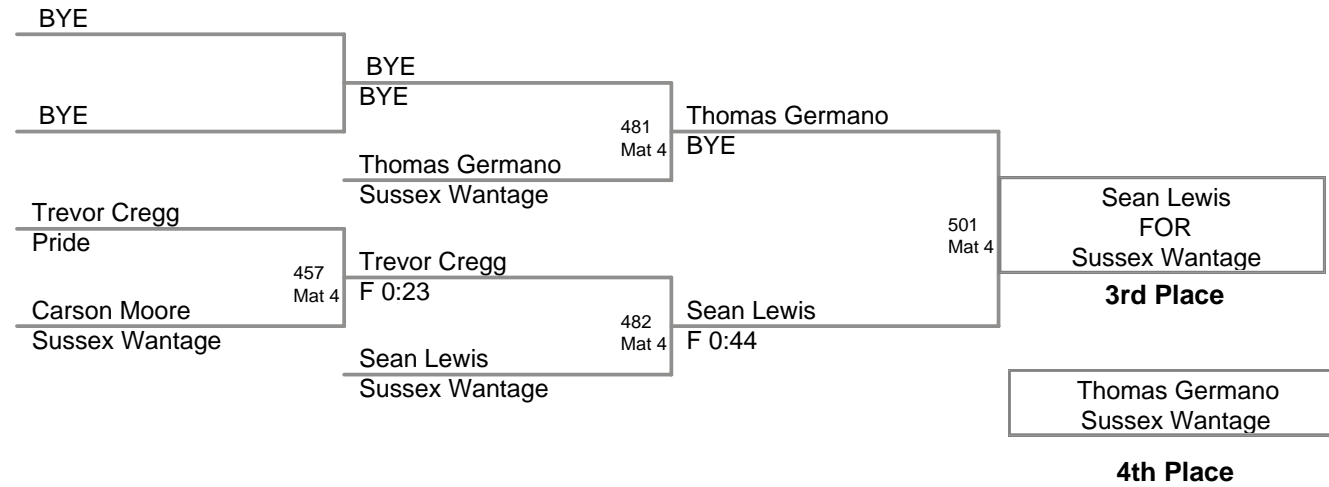 BYE
BYE
BYE
BYE
481
Mat 4
Thomas Germano
BYE
Thomas Germano
Sussex Wantage
Trevor Cregg
Pride
457
Mat 4
Trevor Cregg
F 0:23
Carson Moore
Sussex Wantage
482
Mat 4
Sean Lewis
F 0:44
Sean Lewis
Sussex Wantage
501
Mat 4
Sean Lewis
FOR
Sussex Wantage
3rd Place
Thomas Germano
Sussex Wantage
4th Place